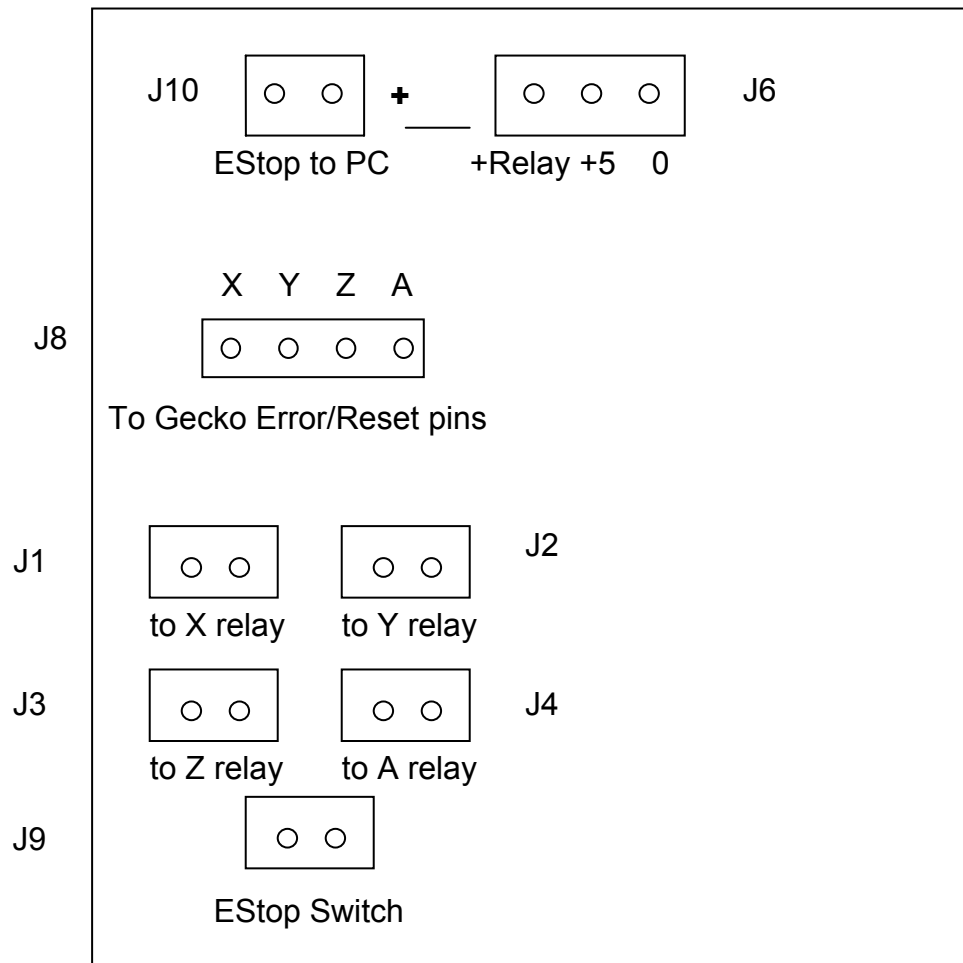 J10 + J6
EStop to PC +Relay +5 0
X Y Z A
J8
To Gecko Error/Reset pins
J1 J2
to X relay to Y relay
J3 J4
to Z relay to A relay
J9
EStop Switch